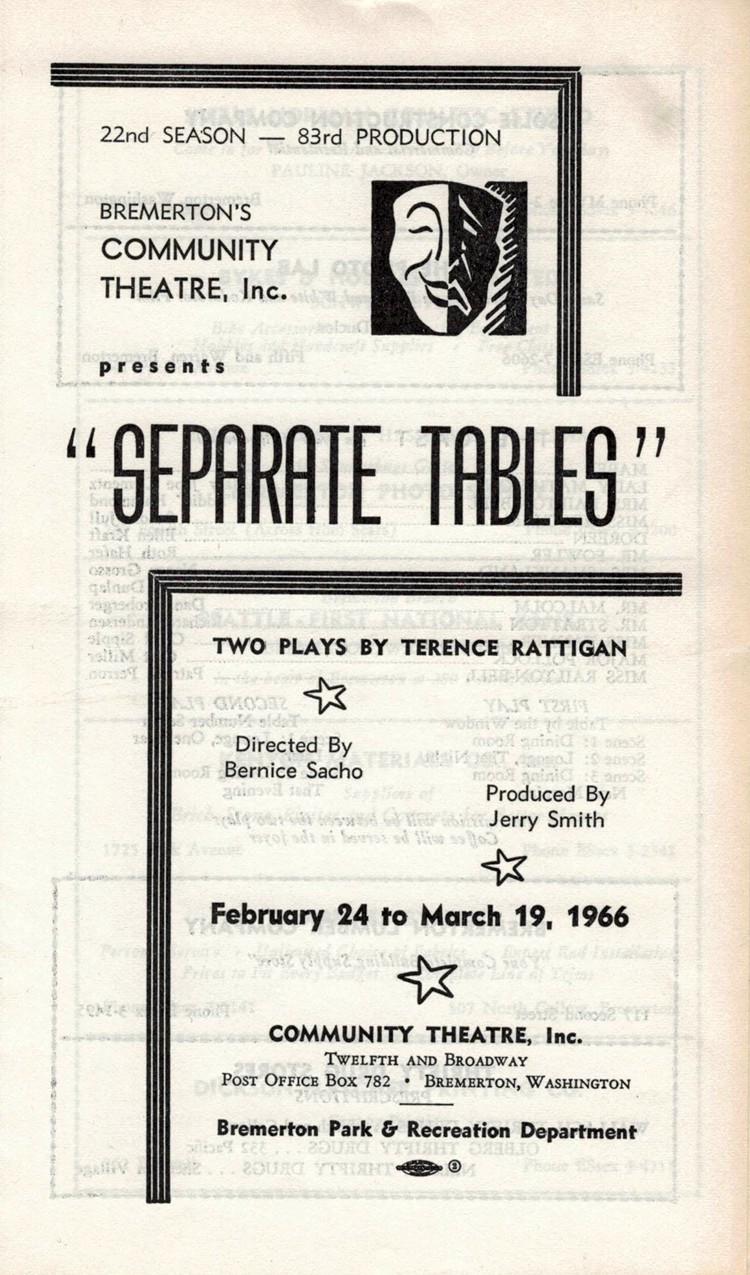 22nd SEASON — 83rd PRODUCTION
BREMERTON'S
COMMUNITY
THEATRE, Inc.
presents
"SEPARATE TABLES"
TWO PLAYS BY TERENCE RATTIGAN
Directed By
Bernice Sacho
Produced By
Jerry Smith
February 24 to March 19, 1966
COMMUNITY THEATRE, Inc.
TWELFTH AND BROADWAY
POST OFFICE BOX 782 • BREMERTON, WASHINGTON
Bremerton Park & Recreation Department